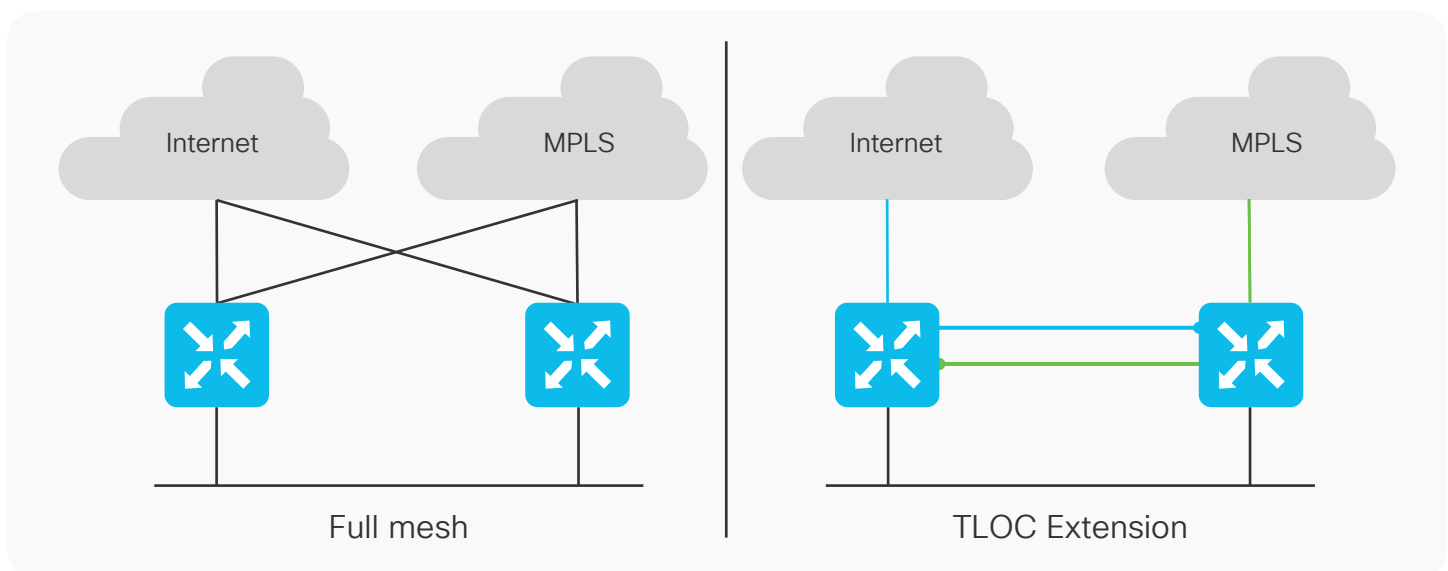 Internet
MPLS
Internet
MPLS
Full mesh
TLOC Extension